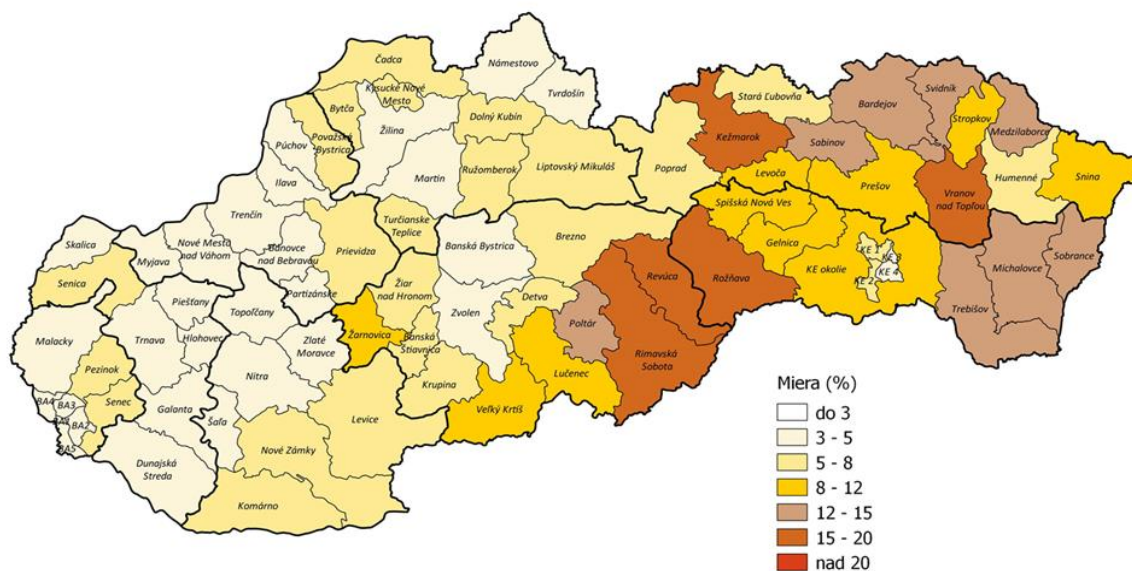 Čadca
Námestovo
Tvrdošín
Kysucké Nové
Mesto
Bytča
Žilina
Dolný Kubín
Považská
Bystrica
Púchov
Ilava
Martin
Ružomberok
Liptovský Mikuláš
Poprad
Kežmarok
Stará Ľubovňa
Sabinov
Bardejov
Svidník
Stropkov
Medzilaborce
Humenné
Snina
Levoča
Prešov
Vranov
nad Topľou
Trenčín
Skalica
Myjava
Nové Mesto
nad Váhom
Bánovce
nad Bebravou
Prievidza
Turčianske
Teplice
Banská Bystrica
Brezno
Spišská Nová Ves
Gelnica
KE okolie
KE 1
KE 3
KE 4
KE 2
Michalovce
Sobrance
Trebišov
Senica
Piešťany
Partizánske
Topoľčany
Žiar
nad Hronom
Žarnovica
Banská
Štiavnica
Zvolen
Detva
Poltár
Revúca
Rožňava
Rimavská
Sobota
Malacky
Trnava
Hlohovec
Zlaté
Moravce
Nitra
Krupina
Lučenec
Veľký Krtíš
Pezinok
Senec
BA4
BA3
BA2
BA5
Galanta
Šaľa
Levice
Nové Zámky
Dunajská
Streda
Komárno
Miera (%)
do 3
3 - 5
5 - 8
8 - 12
12 - 15
15 - 20
nad 20